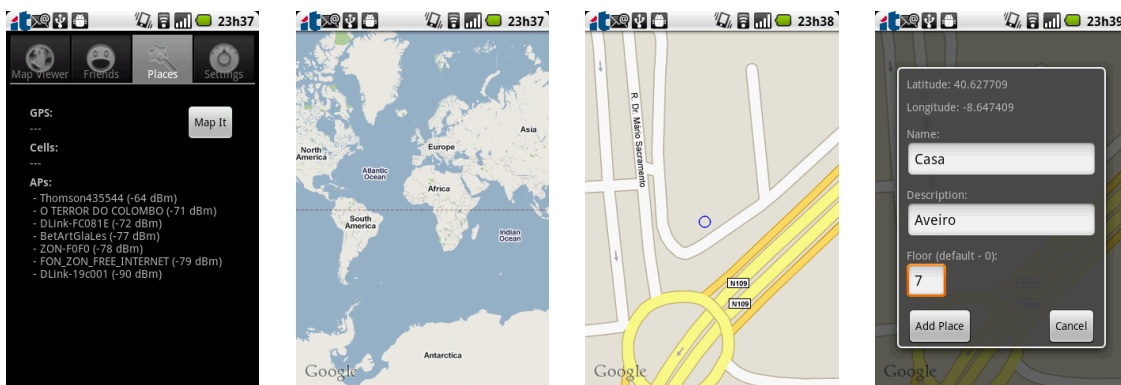 23h37
Map Viewer Friends Places Settings
GPS:
---
Map It
Cells:
---
APs:
- Thomson435544 (-64 dBm)
- O TERROR DO COLOMBO (-71 dBm)
- DLink-FC081E (-72 dBm)
- BetArtGlaLes (-77 dBm)
- ZON-F0F0 (-78 dBm)
- FON_ZON_FREE_INTERNET (-79 dBm)
- DLink-19c001 (-90 dBm)
23h37
Asia
North
America
Europe
Atlantic
Ocean
Africa
South
America
Indian
Ocean
Antarctica
Google
23h38
R. Dr. Mário Sacramento
N109
N109
Google
23h39
Latitude: 40.627709
Longitude: -8.647409
Name:
Casa
Description:
Aveiro
Floor (default - 0):
7
Add Place
Cancel
Google